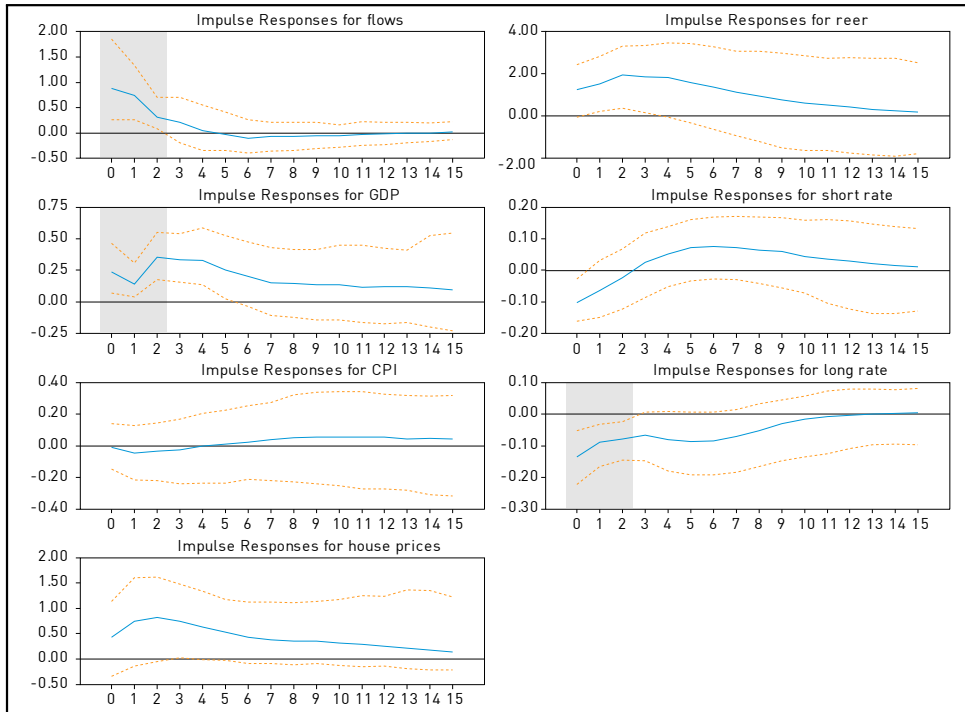 Impulse Responses for flows
2.00
1.50
1.00
0.50
0.00
-0.50
0 1 2 3 4 5 6 7 8 9 10 11 12 13 14 15
Impulse Responses for reer
4.00
2.00
0.00
-2.00
0 1 2 3 4 5 6 7 8 9 10 11 12 13 14 15
Impulse Responses for GDP
0.75
0.50
0.25
0.00
-0.25
0 1 2 3 4 5 6 7 8 9 10 11 12 13 14 15
Impulse Responses for short rate
0.20
0.10
0.00
-0.10
-0.20
0 1 2 3 4 5 6 7 8 9 10 11 12 13 14 15
Impulse Responses for CPI
0.40
0.20
0.00
-0.20
-0.40
0 1 2 3 4 5 6 7 8 9 10 11 12 13 14 15
Impulse Responses for long rate
0.10
0.00
-0.10
-0.20
-0.30
0 1 2 3 4 5 6 7 8 9 10 11 12 13 14 15
Impulse Responses for house prices
2.00
1.50
1.00
0.50
0.00
-0.50
0 1 2 3 4 5 6 7 8 9 10 11 12 13 14 15